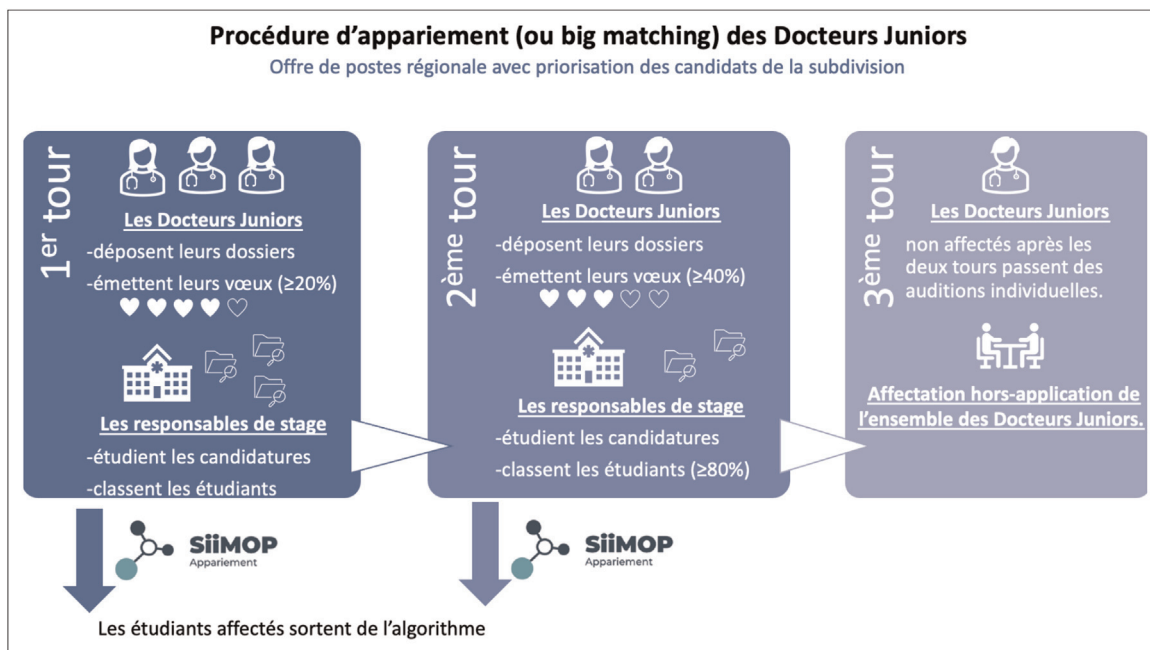 Procédure d’appariement (ou big matching) des Docteurs Juniors
Offre de postes régionale avec priorisation des candidats de la subdivision
1er tour
Les Docteurs Juniors
-déposent leurs dossiers
-émettent leurs vœux (≥20%)
Les responsables de stage
-étudient les candidatures
-classent les étudiants
2ème tour
Les Docteurs Juniors
-déposent leurs dossiers
-émettent leurs vœux (≥40%)
Les responsables de stage
-étudient les candidatures
-classent les étudiants (≥80%)
3ème tour
Les Docteurs Juniors
non affectés après les
deux tours passent des
auditions individuelles.
Affectation hors-application de
l’ensemble des Docteurs Juniors.
SiiMOP
Appariement
SiiMOP
Appariement
Les étudiants affectés sortent de l’algorithme